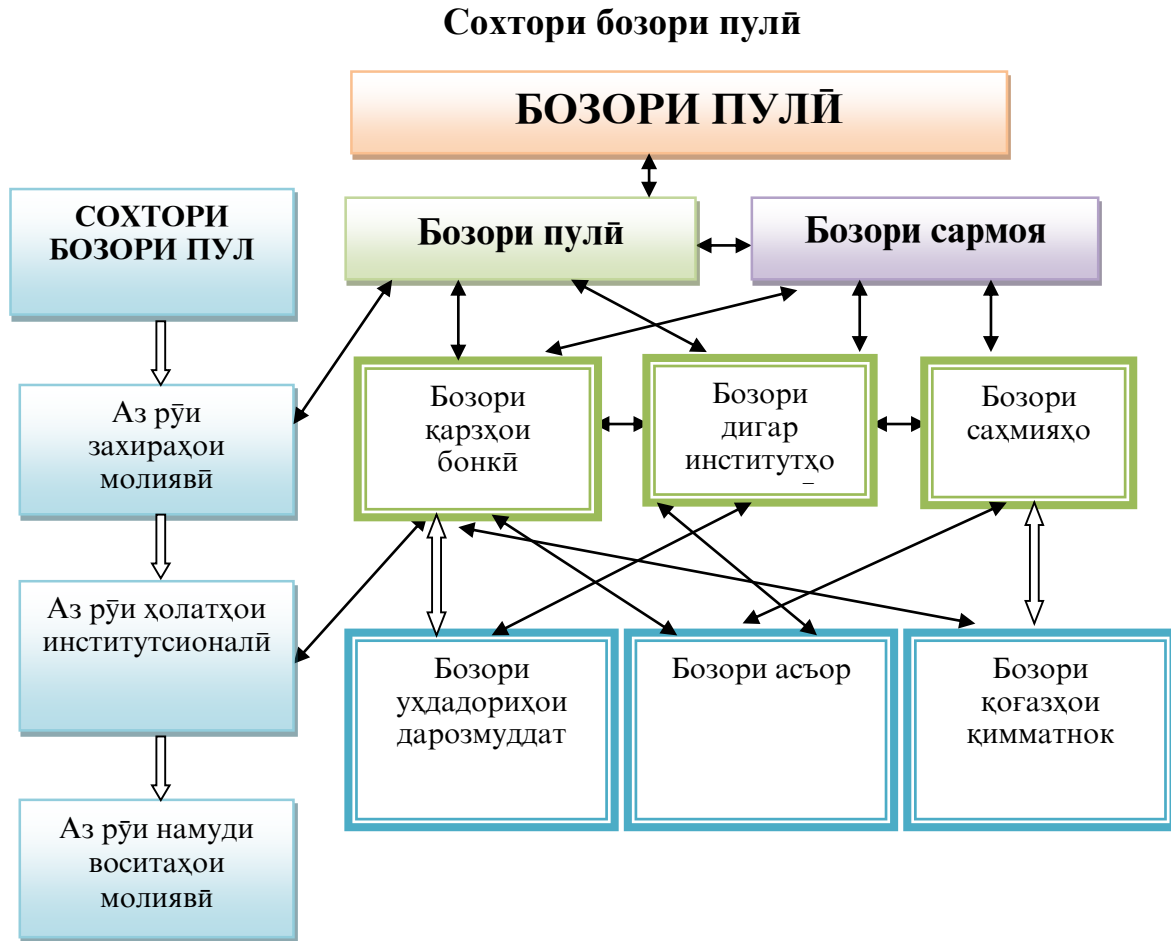 Сохтори бозори пулӣ
БОЗОРИ ПУЛӢ
СОХТОРИ
БОЗОРИ ПУЛ
Бозори пулӣ
Бозори сармоя
Аз рӯи
захираҳои
молиявӣ
Бозори
қарзҳои
бонкӣ
Бозори
дигар
институтҳо
Бозори
саҳмияҳо
Аз рӯи ҳолатҳои
институтсионалӣ
Бозори
уҳдадориҳои
дарозмуддат
Бозори асъор
Бозори
қоғазҳои
қимматнок
Аз рӯи намуди
воситаҳои
молиявӣ